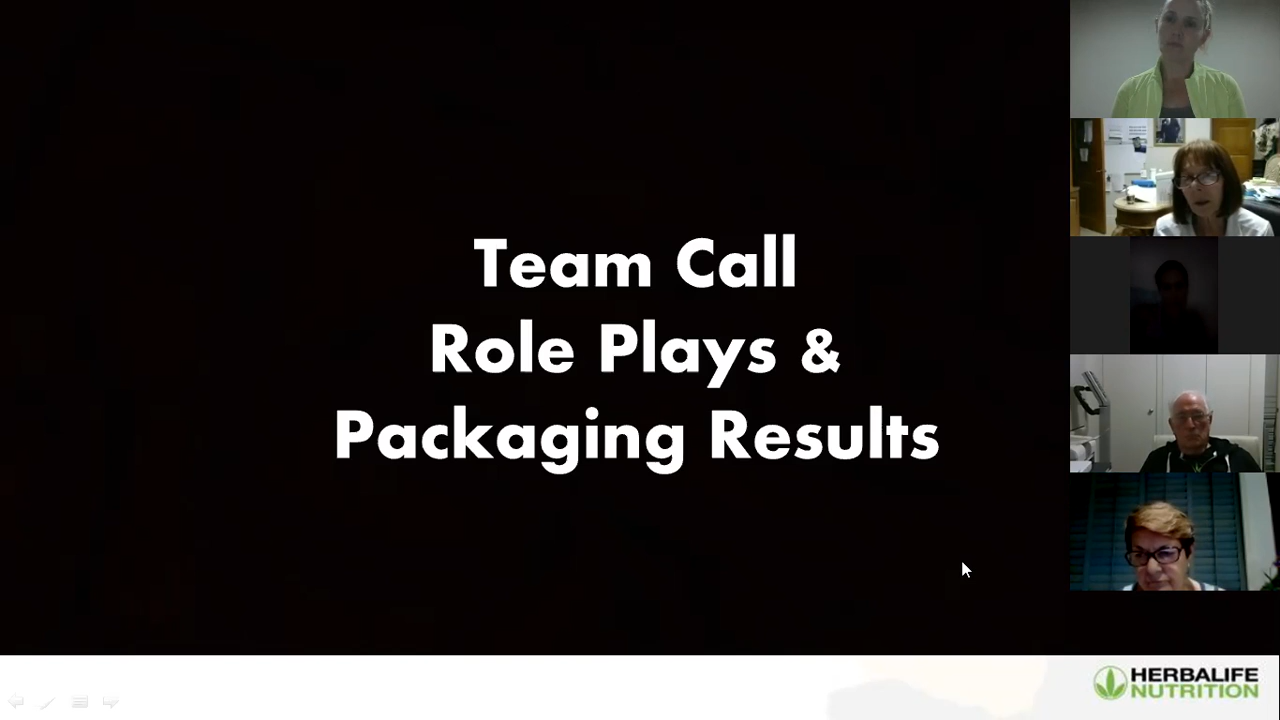 Team Call
Role Plays &
Packaging Results
HERBALIFE
NUTRITION